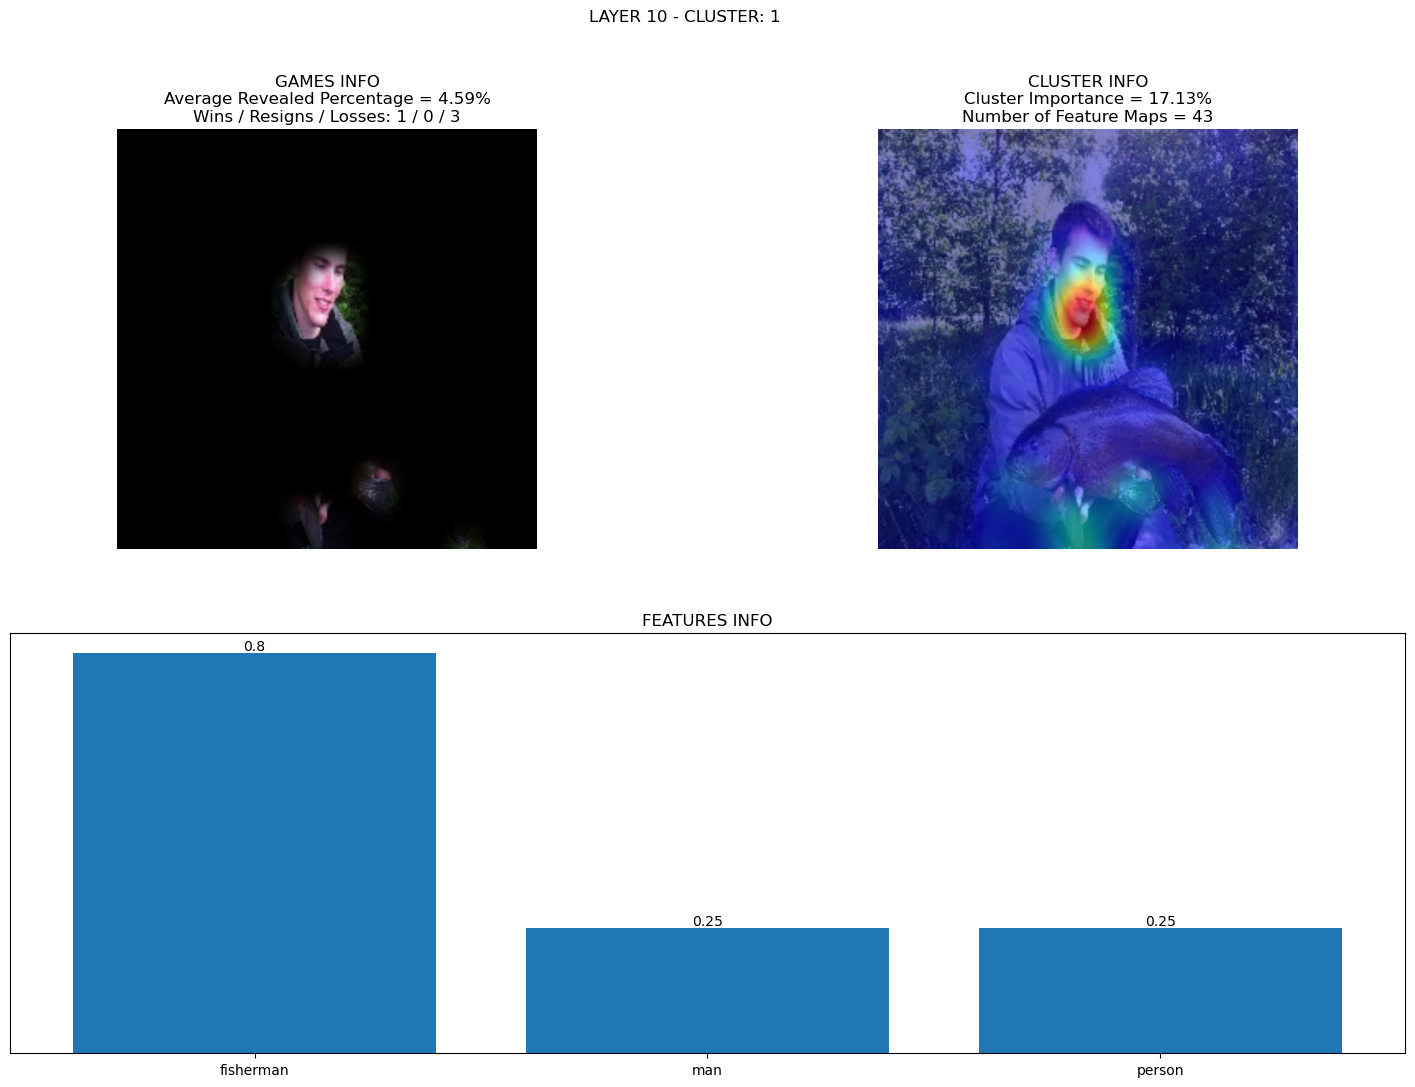 LAYER 10 - CLUSTER: 1
GAMES INFO
Average Revealed Percentage = 4.59%
Wins / Resigns / Losses: 1 / 0 / 3
CLUSTER INFO
Cluster Importance = 17.13%
Number of Feature Maps = 43
FEATURES INFO
0.8
0.25
0.25
fisherman
man
person